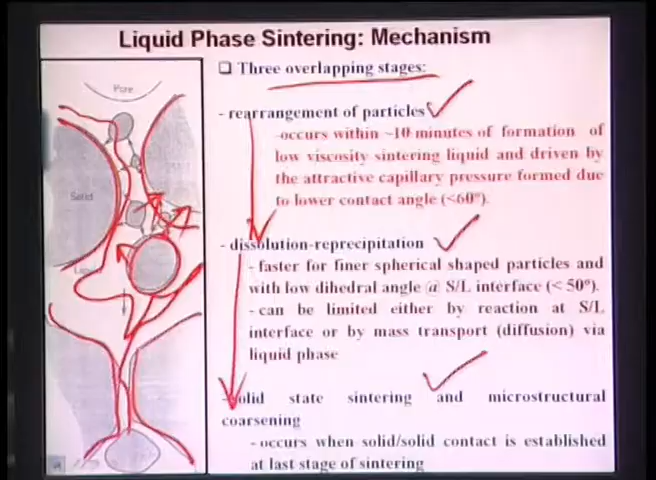 Liquid Phase Sintering: Mechanism
❑ Three overlapping stages:
- rearrangement of particles
-occurs within ~10 minutes of formation of
low viscosity sintering liquid and driven by
the attractive capillary pressure formed due
to lower contact angle (<60°).
- dissolution-reprecipitation
- faster for finer spherical shaped particles and
with low dihedral angle @ S/L interface (< 50°).
- can be limited either by reaction at S/L
interface or by mass transport (diffusion) via
liquid phase
-solid state sintering and microstructural
coarsening
-occurs when solid/solid contact is established
at last stage of sintering
Pore
Solid